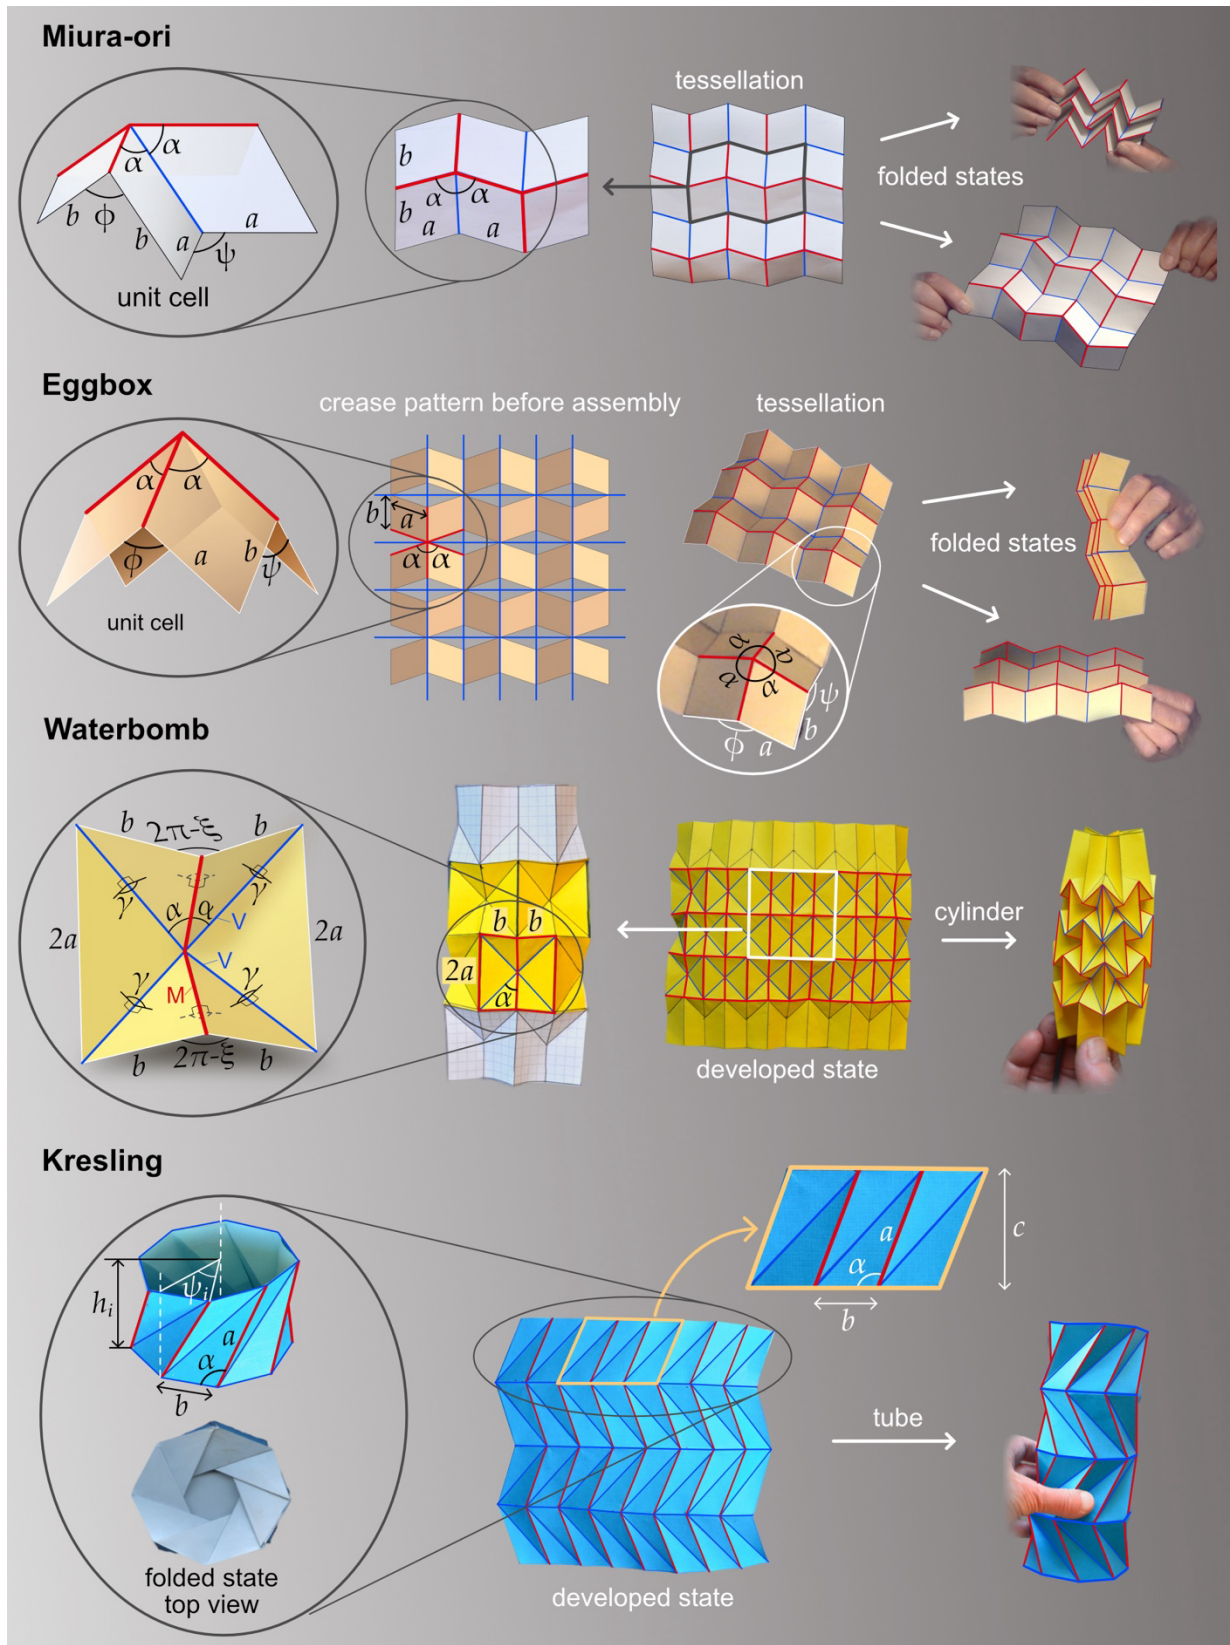 Miura-ori
tessellation
α
α
b
ϕ
b
a
a
ψ
unit cell
b
α
α
b
a
a
folded states
Eggbox
crease pattern before assembly
tessellation
α
α
ϕ
a
b
ψ
unit cell
b
a
α
α
folded states
α
α
α
α
ψ
b
ϕ
a
Waterbomb
b
2π-ξ
b
γ
γ
α
α
V
2a
2a
V
γ
γ
M
b
2π-ξ
b
b
b
2a
α
developed state
cylinder
Kresling
hᵢ
ψᵢ
a
α
b
folded state
top view
a
α
b
c
developed state
tube